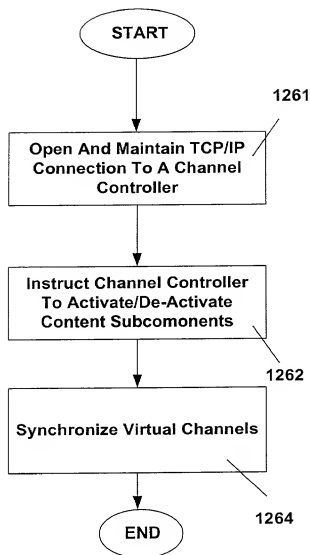 START
1261
Open And Maintain TCP/IP
Connection To A Channel
Controller
Instruct Channel Controller
To Activate/De-Activate
Content Subcomonents
1262
Synchronize Virtual Channels
1264
END